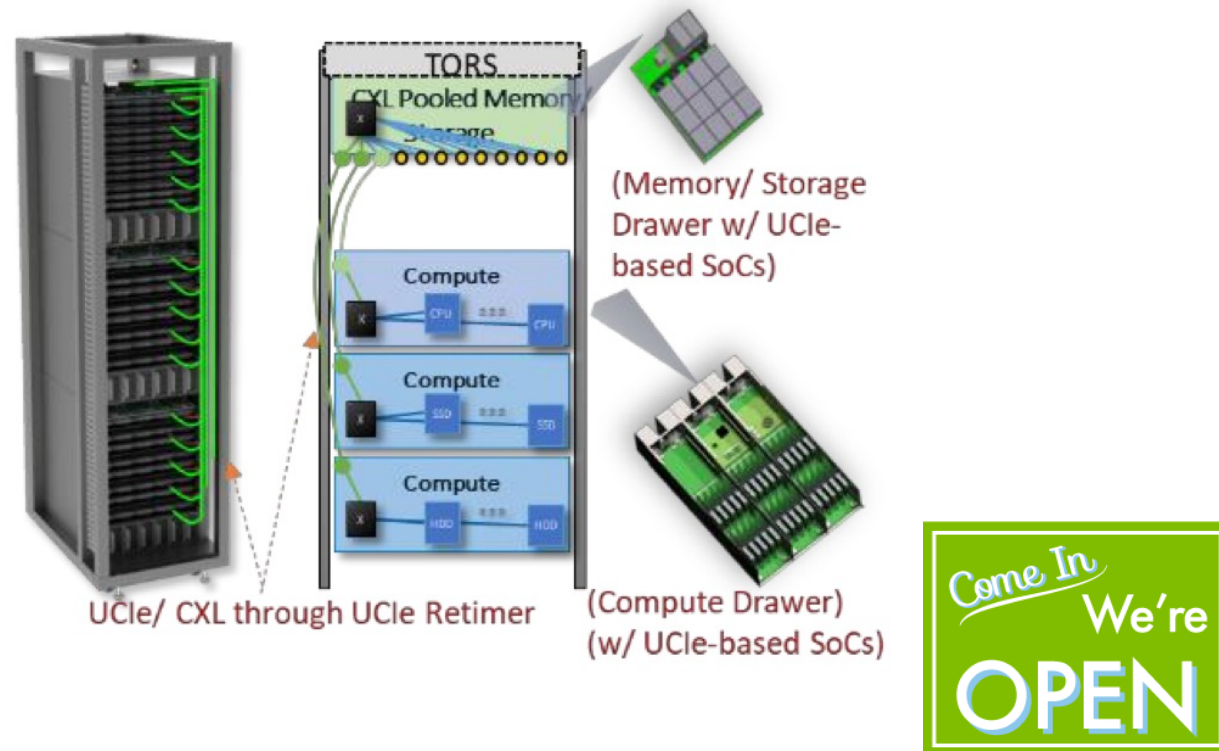 TORS
CXL Pooled Memory/
Storage
X
(Memory/ Storage
Drawer w/ UCIe-
based SoCs)
Compute
X
CPU
CPU
Compute
X
SSD
SSD
Compute
X
HDD
HDD
UCIe/ CXL through UCIe Retimer
(Compute Drawer)
(w/ UCIe-based SoCs)
Come In
We're
OPEN